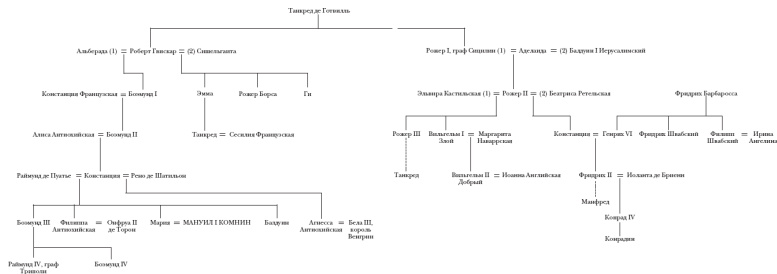 Танкред де Готвилль
Альберада (1) = Роберт Гвискар = (2) Сишельгаита
Рожер I, граф Сицилии (1) = Аделаида = (2) Балдуин I Иерусалимский
Констанция Французская = Боэмунд I
Эмма
Рожер Борса
Ги
Эльвира Кастильская (1) = Рожер II = (2) Беатриса Ретельская
Фридрих Барбаросса
Алиса Антиохийская = Боэмунд II
Танкред = Сесилия Французская
Рожер III
Вильгельм I = Маргарита
Злой Наваррская
Констанция = Генрих VI
Фридрих Швабский
Филипп = Ирина
Швабский Ангелина
Раймунд де Пуатье = Констанция = Рено де Шатильон
Танкред
Вильгельм II = Иоанна Английская
Добрый
Фридрих II = Иоланта де Бриенн
Манфред
Боэмунд III
Филиппа = Онфруа II
Антиохийская де Торон
Мария = МАНУИЛ I КОМНИН
Балдуин
Агнесса = Бела III,
Антиохийская король
Венгрии
Конрад IV
Конрадин
Раймунд IV, граф
Триполи
Боэмунд IV